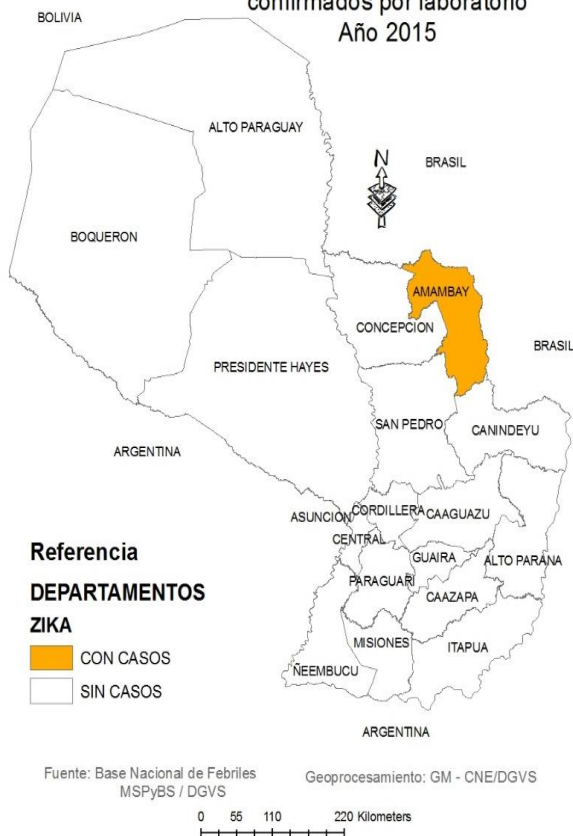 confirmados por laboratorio
Año 2015
BOLIVIA
ALTO PARAGUAY
N
BRASIL
BOQUERON
AMAMBAY
CONCEPCION
BRASIL
PRESIDENTE HAYES
SAN PEDRO
CANINDEYU
ARGENTINA
ASUNCION
CORDILLERA
CAAGUAZU
CENTRAL
GUAIRA
ALTO PARANA
PARAGUARI
CAAZAPA
MISIONES
ITAPUA
ÑEEMBUCU
ARGENTINA
Referencia
DEPARTAMENTOS
ZIKA
CON CASOS
SIN CASOS
Fuente: Base Nacional de Febriles
MSPyBS / DGVS
Geoprocesamiento: GM - CNE/DGVS
0 55 110 220 Kilometers